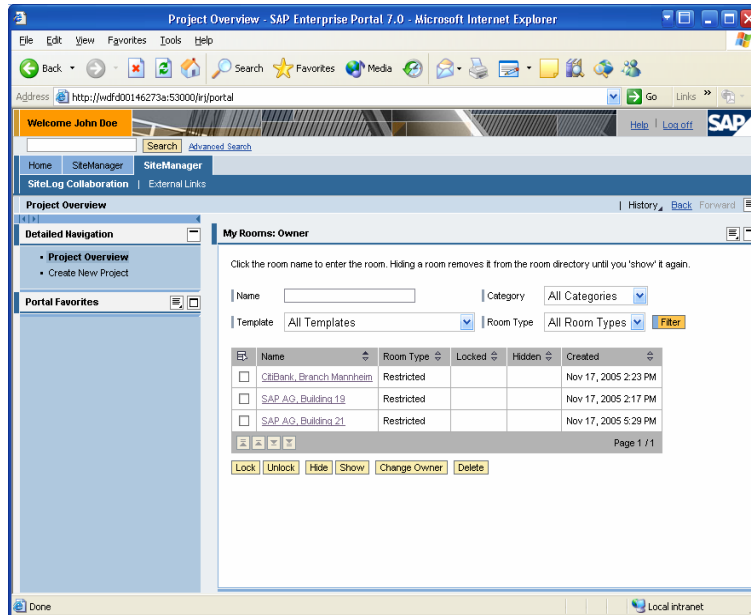 Project Overview - SAP Enterprise Portal 7.0 - Microsoft Internet Explorer
File Edit View Favorites Tools Help
Back Search Favorites Media
Address http://wdfd00146273a:53000/irj/portal Go Links »
Welcome John Doe Help | Log off SAP
Search Advanced Search
Home SiteManager SiteManager
SiteLog Collaboration | External Links
Project Overview | History Back Forward
Detailed Navigation
My Rooms: Owner
• Project Overview
• Create New Project
Portal Favorites
Click the room name to enter the room. Hiding a room removes it from the room directory until you 'show' it again.
Name Category All Categories
Template All Templates Room Type All Room Types Filter
Name Room Type Locked Hidden Created
CitiBank, Branch Mannheim Restricted Nov 17, 2005 2:23 PM
SAP AG, Building 19 Restricted Nov 17, 2005 2:17 PM
SAP AG, Building 21 Restricted Nov 17, 2005 5:29 PM
Page 1 / 1
Lock Unlock Hide Show Change Owner Delete
Done Local intranet